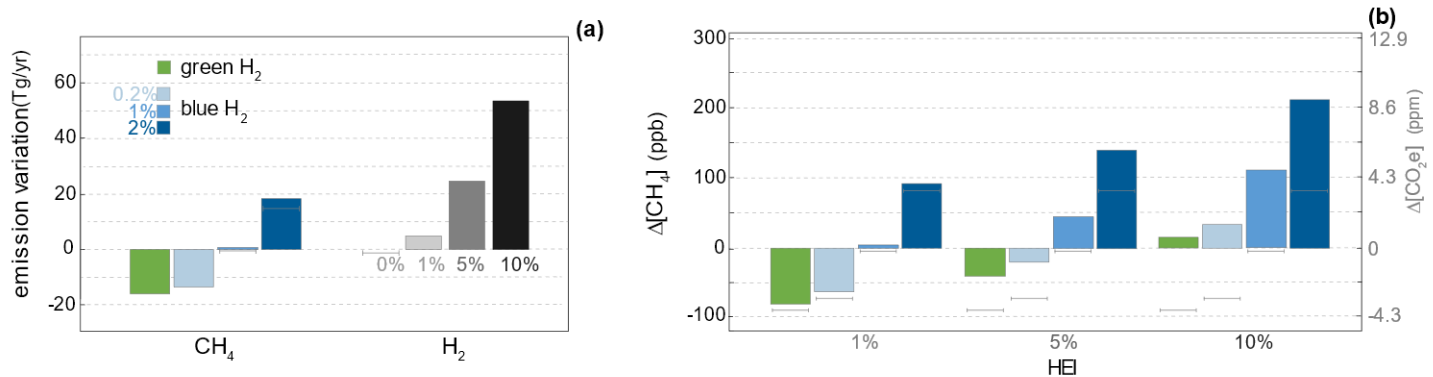 (a)
emission variation(Tg/yr)
60
40
20
0
-20
green H₂
0.2%
1%
2%
blue H₂
0% 1% 5% 10%
CH₄ H₂
(b)
Δ[CH₄] (ppb)
300
200
100
0
-100
12.9
8.6
4.3
0
-4.3
Δ[CO₂e] (ppm)
1% 5% 10%
HEI